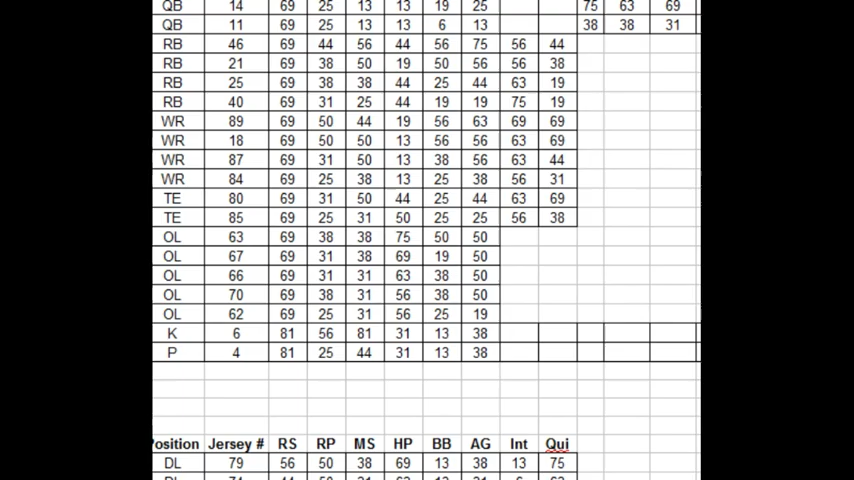 QB 14 69 25 13 13 19 25 75 63 69
QB 11 69 25 13 13 6 13 38 38 31
RB 46 69 44 56 44 56 75 56 44
RB 21 69 38 50 19 50 56 56 38
RB 25 69 38 38 44 25 44 63 19
RB 40 69 31 25 44 19 19 75 19
WR 89 69 50 44 19 56 63 69 69
WR 18 69 50 50 13 56 56 63 69
WR 87 69 31 50 13 38 56 63 44
WR 84 69 25 38 13 25 38 56 31
TE 80 69 31 50 44 25 44 63 69
TE 85 69 25 31 50 25 25 56 38
OL 63 69 38 38 75 50 50
OL 67 69 31 38 69 19 50
OL 66 69 31 31 63 38 50
OL 70 69 38 31 56 38 50
OL 62 69 25 31 56 25 19
K 6 81 56 81 31 13 38
P 4 81 25 44 31 13 38
Position Jersey # RS RP MS HP BB AG Int Qui
DL 79 56 50 38 69 13 38 13 75